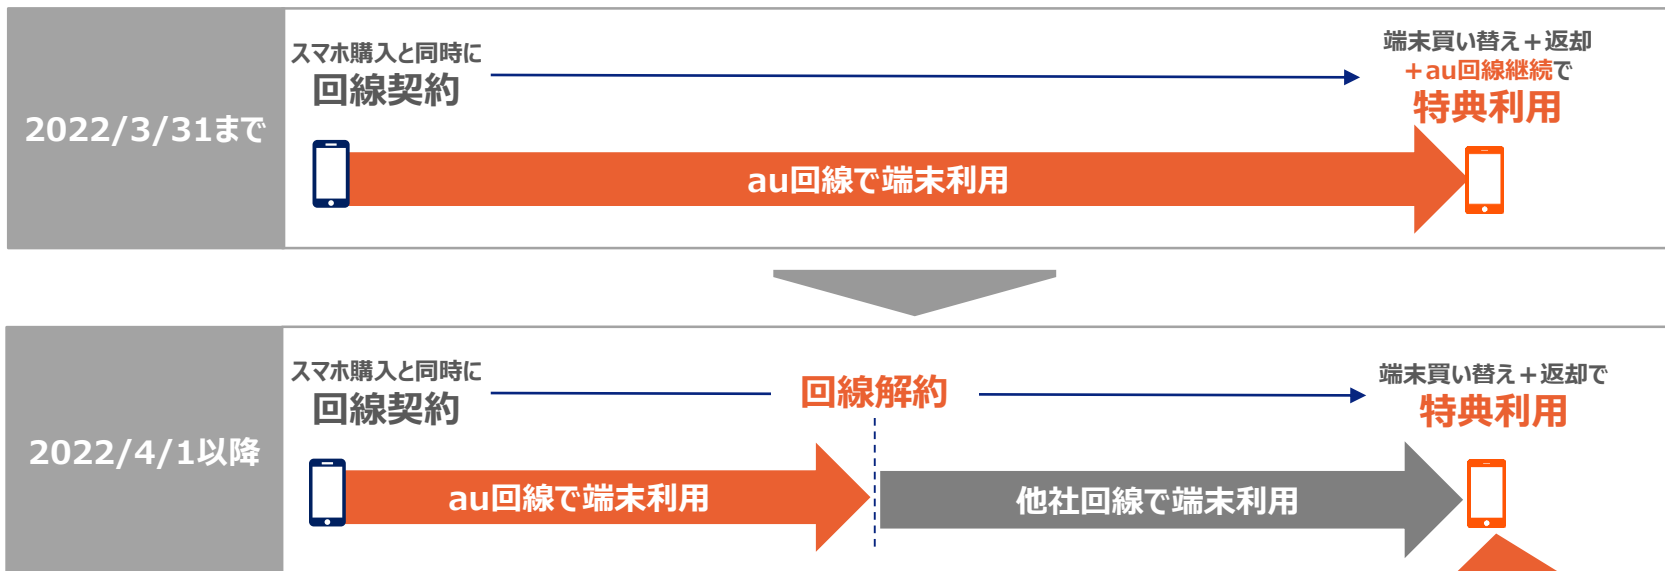 2022/3/31まで
スマホ購入と同時に
回線契約
端末買い替え+返却
+au回線継続で
特典利用
au回線で端末利用
2022/4/1以降
スマホ購入と同時に
回線契約
回線解約
端末買い替え+返却で
特典利用
au回線で端末利用
他社回線で端末利用